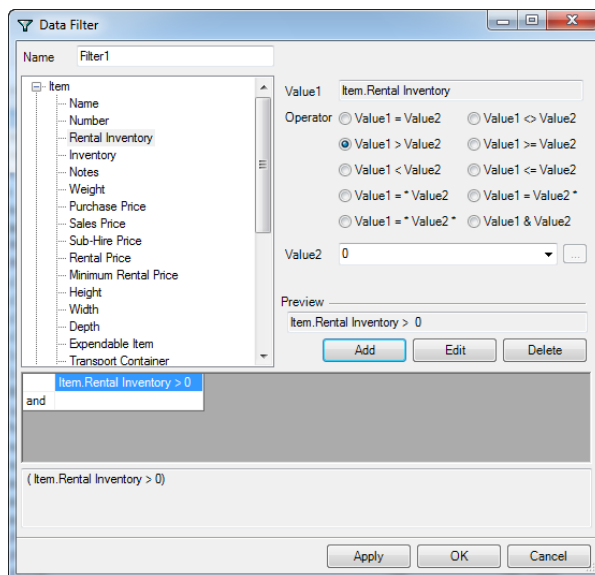 Data Filter
Name Filter1
Item
Name
Number
Rental Inventory
Inventory
Notes
Weight
Purchase Price
Sales Price
Sub-Hire Price
Rental Price
Minimum Rental Price
Height
Width
Depth
Expendable Item
Transport Container
Value1 Item.Rental Inventory
Operator Value1 = Value2 Value1 <> Value2
Value1 > Value2 Value1 >= Value2
Value1 < Value2 Value1 <= Value2
Value1 = * Value2 Value1 = Value2 *
Value1 = * Value2 * Value1 & Value2
Value2 0 ...
Preview
Item.Rental Inventory > 0
Add Edit Delete
Item.Rental Inventory > 0
and
( Item.Rental Inventory > 0)
Apply OK Cancel